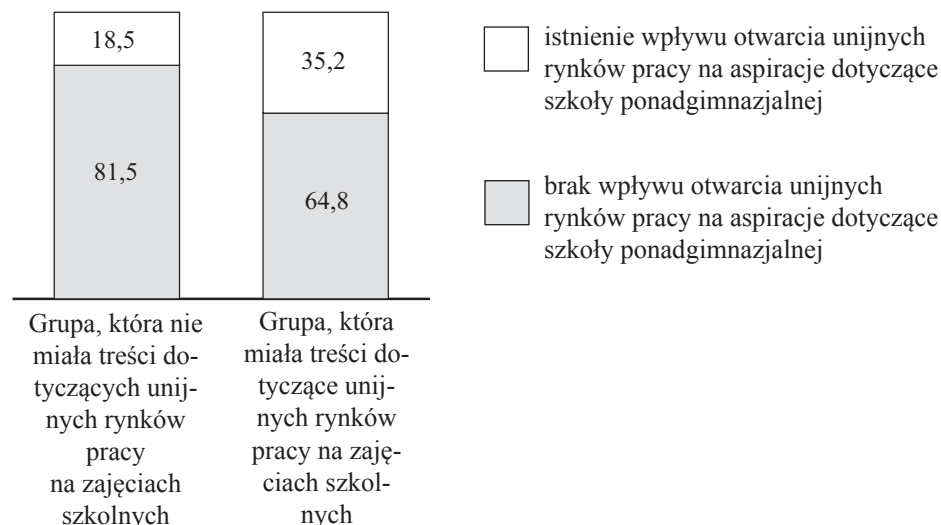 18,5
81,5
35,2
64,8
istnienie wpływu otwarcia unijnych
rynków pracy na aspiracje dotyczące
szkoły ponadgimnazjalnej
brak wpływu otwarcia unijnych
rynków pracy na aspiracje dotyczące
szkoły ponadgimnazjalnej
Grupa, która nie
miała treści do-
tyczących unij-
nych rynków
pracy
na zajęciach
szkolnych
Grupa, która
miała treści do-
tyczące unij-
nych rynków
pracy na zaję-
ciach szkol-
nych